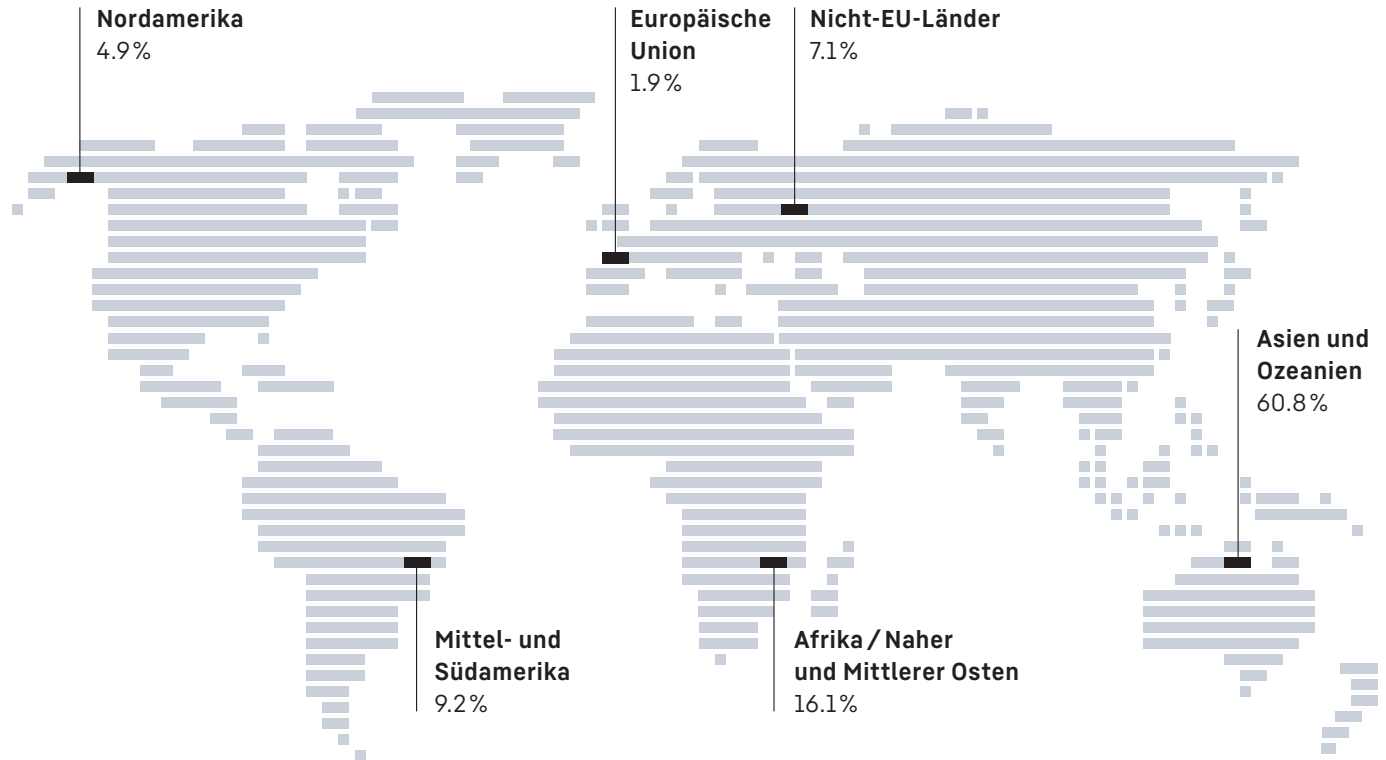 Nordamerika
4.9%
Europäische
Union
1.9%
Nicht-EU-Länder
7.1%
Asien und
Ozeanien
60.8%
Mittel- und
Südamerika
9.2%
Afrika / Naher
und Mittlerer Osten
16.1%